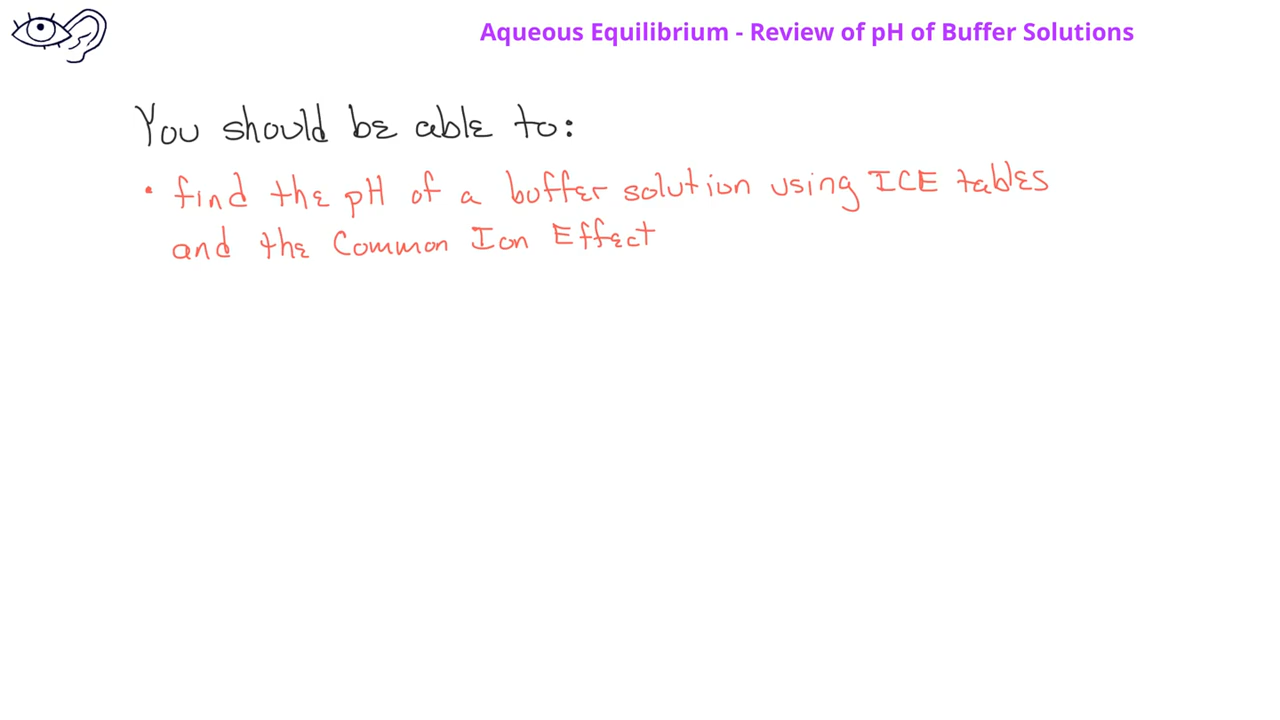 Aqueous Equilibrium - Review of pH of Buffer Solutions
You should be able to:
• find the pH of a buffer solution using ICE tables
and the Common Ion Effect